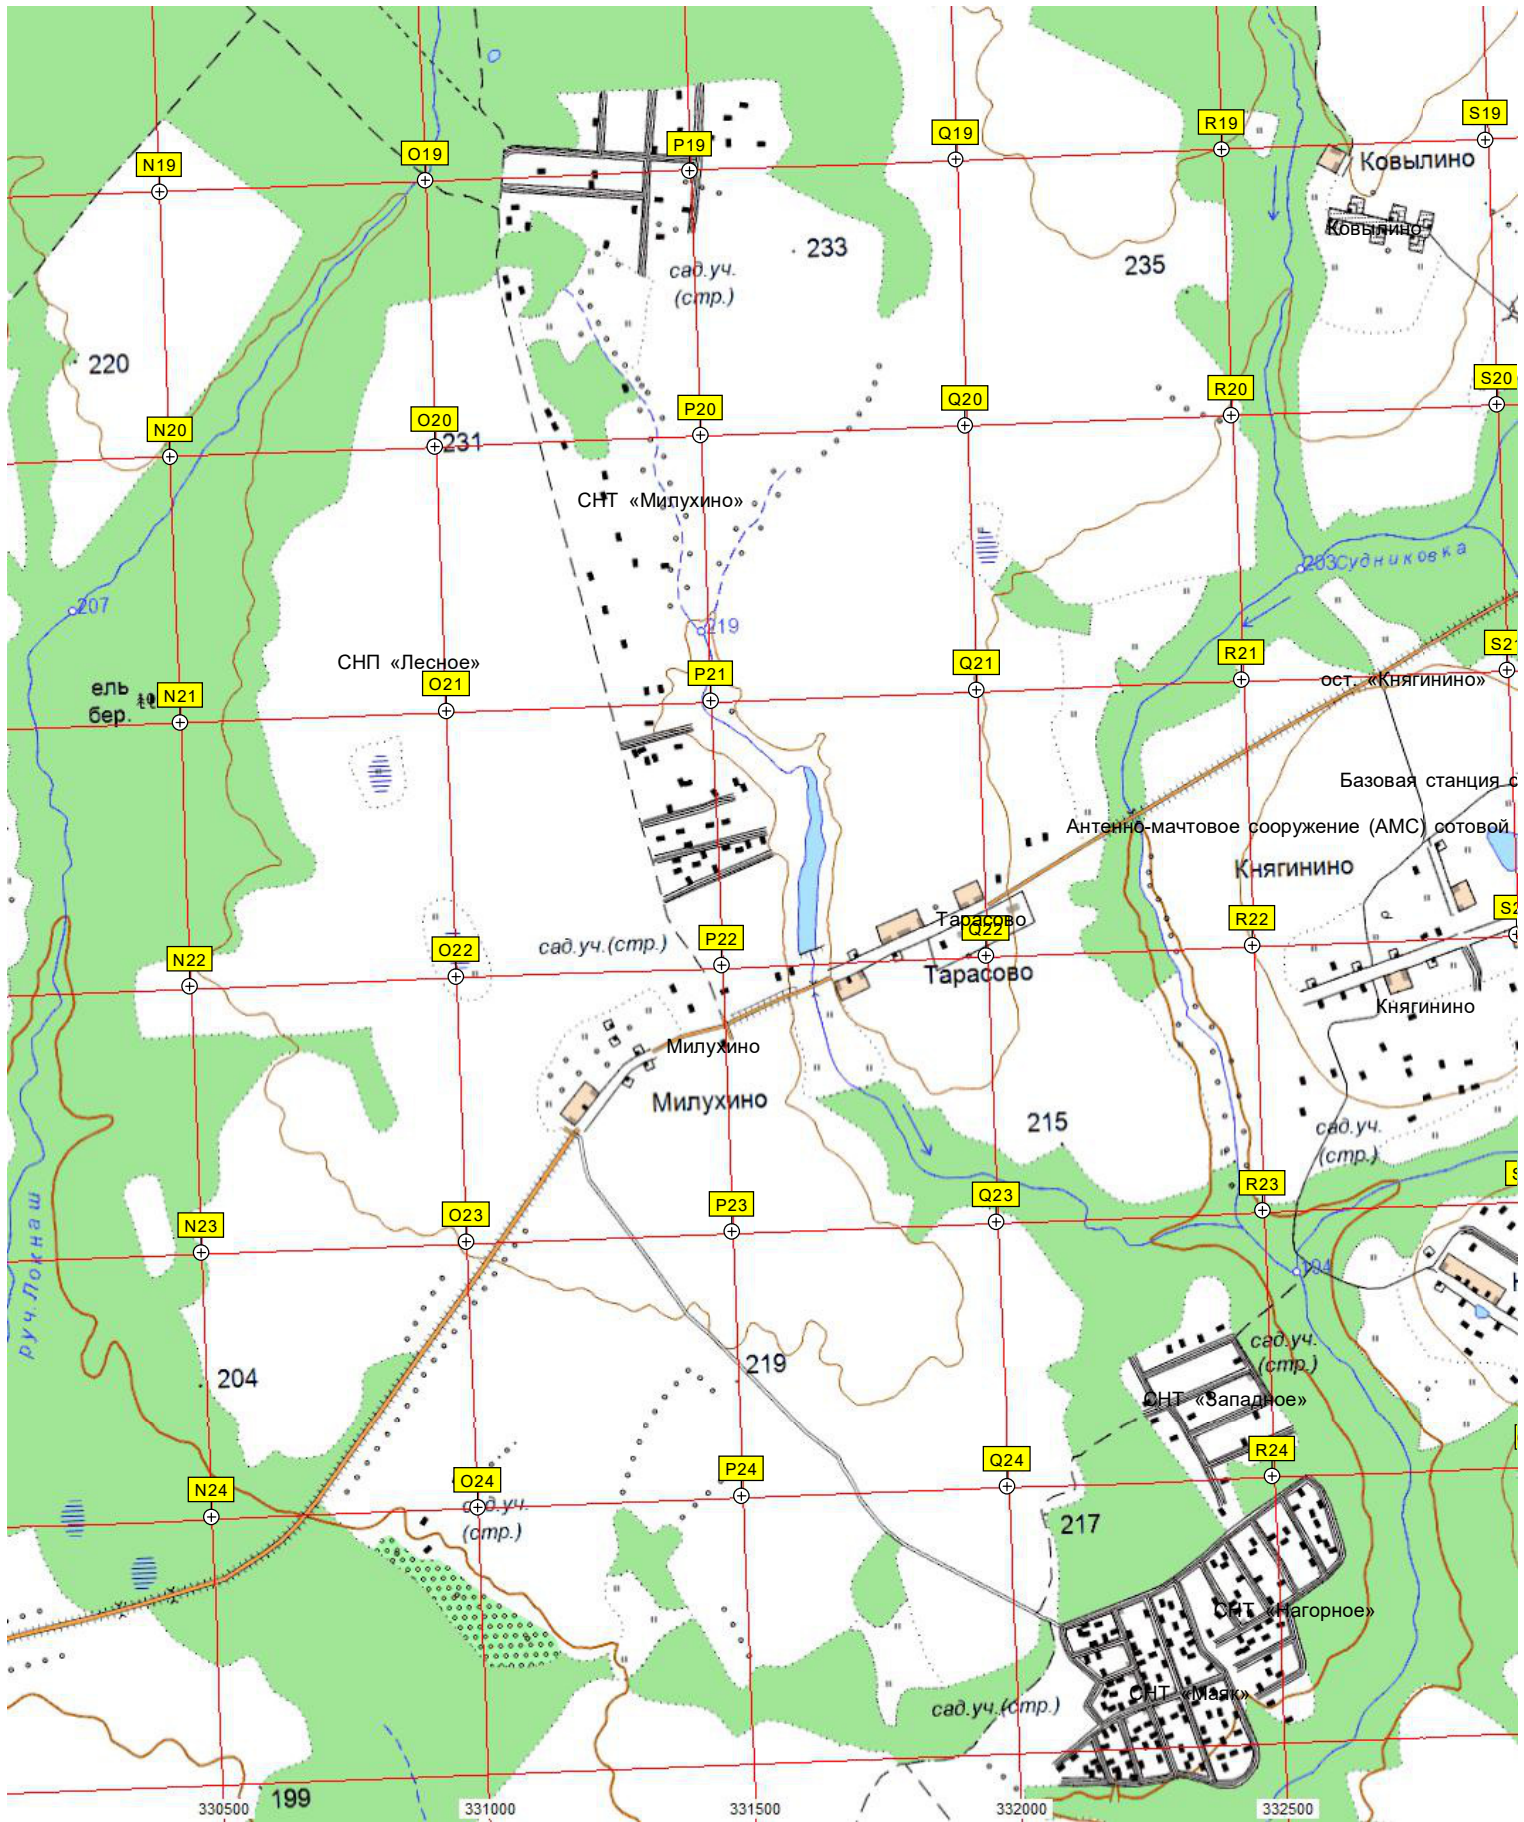 S19
R19
Q19
P19
O19
N19
Ковылино
Ковылино
233
235
сад.уч.
(стр.)
220
S20
R20
Q20
P20
O20
N20
231
СНТ «Милухино»
203
Судниковка
207
219
СНП «Лесное»
S21
R21
Q21
P21
O21
N21
ост. «Княгинино»
ель
бер.
Базовая станция с
Антенно-мачтовое сооружение (АМС) сотовой
Княгинино
Тарасово
R22
Q22
P22
O22
N22
сад.уч.(стр.)
Тарасово
Княгинино
Милухино
Милухино
215
сад.уч.
(стр.)
R23
Q23
P23
O23
N23
руч.Локнаш
194
сад.уч.
(стр.)
219
204
СНТ «Западное»
R24
Q24
P24
O24
N24
сад.уч.
(стр.)
217
СНТ «Нагорное»
СНТ «Маяк»
сад.уч.(стр.)
199
330500
331000
331500
332000
332500